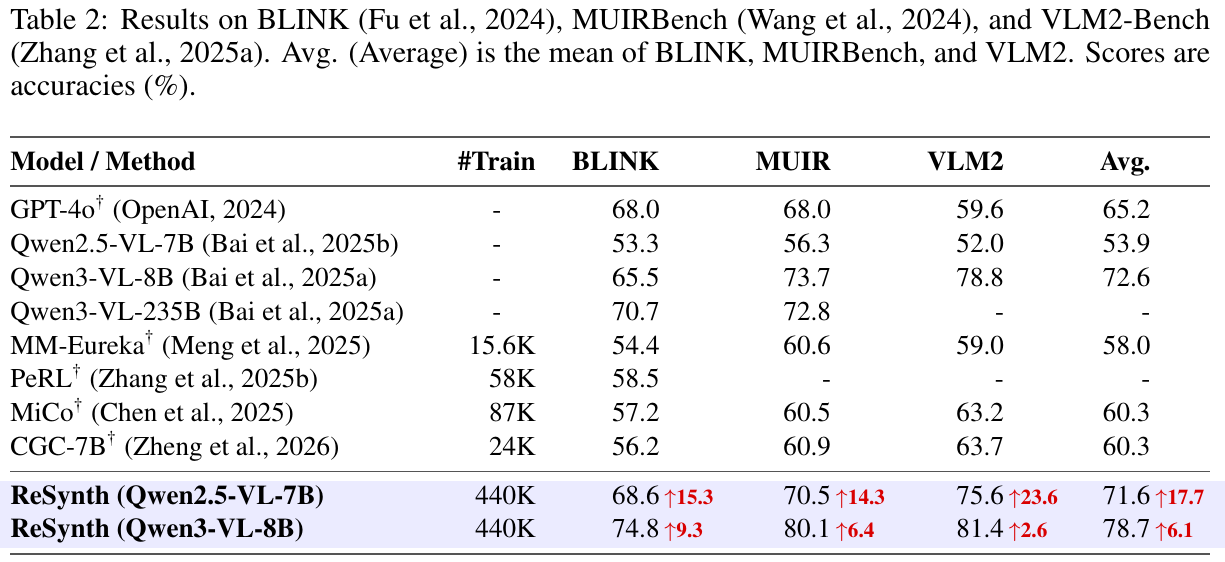 Table 2: Results on BLINK (Fu et al., 2024), MUIRBench (Wang et al., 2024), and VLM2-Bench
(Zhang et al., 2025a). Avg. (Average) is the mean of BLINK, MUIRBench, and VLM2. Scores are
accuracies (%).
Model / Method #Train BLINK MUIR VLM2 Avg.
GPT-4o† (OpenAI, 2024) - 68.0 68.0 59.6 65.2
Qwen2.5-VL-7B (Bai et al., 2025b) - 53.3 56.3 52.0 53.9
Qwen3-VL-8B (Bai et al., 2025a) - 65.5 73.7 78.8 72.6
Qwen3-VL-235B (Bai et al., 2025a) - 70.7 72.8 - -
MM-Eureka† (Meng et al., 2025) 15.6K 54.4 60.6 59.0 58.0
PeRL† (Zhang et al., 2025b) 58K 58.5 - - -
MiCo† (Chen et al., 2025) 87K 57.2 60.5 63.2 60.3
CGC-7B† (Zheng et al., 2026) 24K 56.2 60.9 63.7 60.3
ReSynth (Qwen2.5-VL-7B) 440K 68.6 ↑15.3 70.5 ↑14.3 75.6 ↑23.6 71.6 ↑17.7
ReSynth (Qwen3-VL-8B) 440K 74.8 ↑9.3 80.1 ↑6.4 81.4 ↑2.6 78.7 ↑6.1